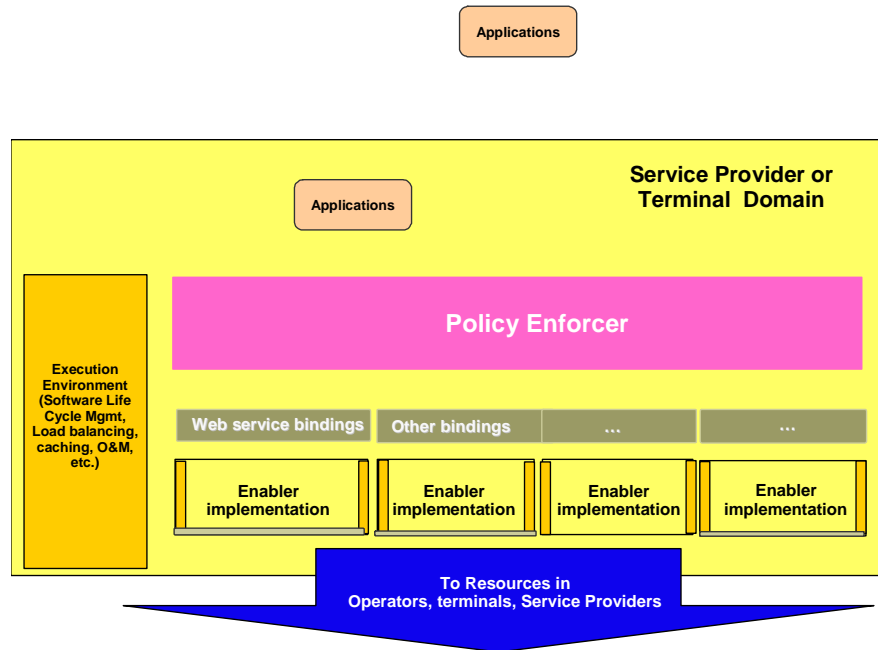 Applications
Service Provider or
Terminal Domain
Applications
Policy Enforcer
Execution
Environment
(Software Life
Cycle Mgmt,
Load balancing,
caching, O&M,
etc.)
Web service bindings
Other bindings
...
...
Enabler
implementation
Enabler
implementation
Enabler
implementation
Enabler
implementation
To Resources in
Operators, terminals, Service Providers